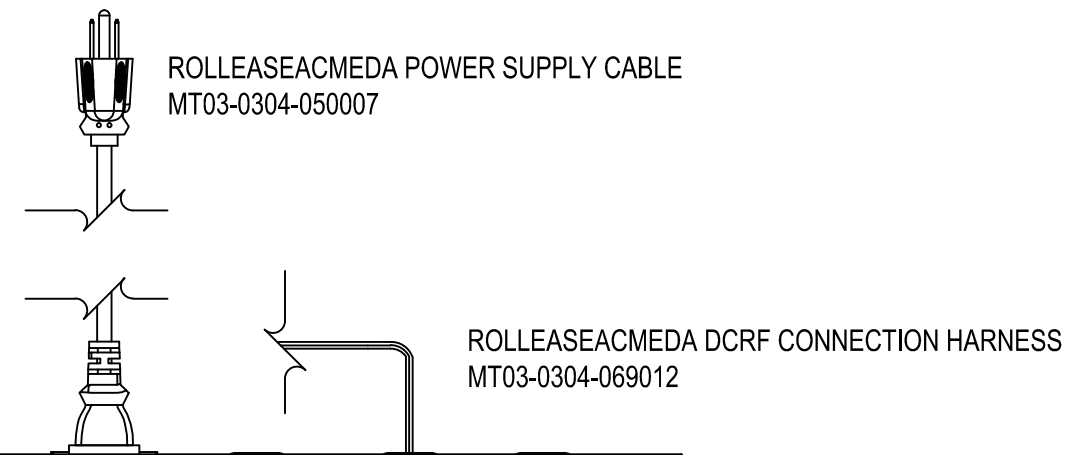 ROLLEASEACMEDA POWER SUPPLY CABLE
MT03-0304-050007
ROLLEASEACMEDA DCRF CONNECTION HARNESS
MT03-0304-069012